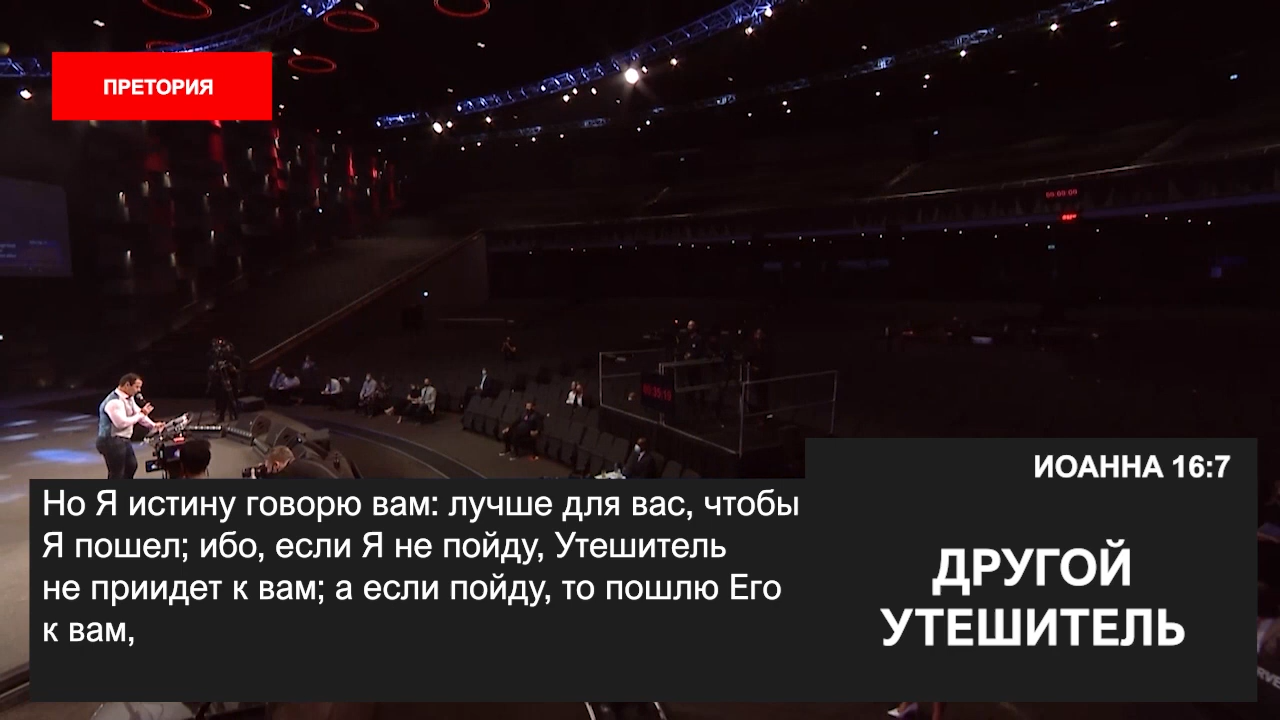 ПРЕТОРИЯ
ИОАННА 16:7
Но Я истину говорю вам: лучше для вас, чтобы
Я пошел; ибо, если Я не пойду, Утешитель
не приидет к вам; а если пойду, то пошлю Его
к вам,
ДРУГОЙ
УТЕШИТЕЛЬ